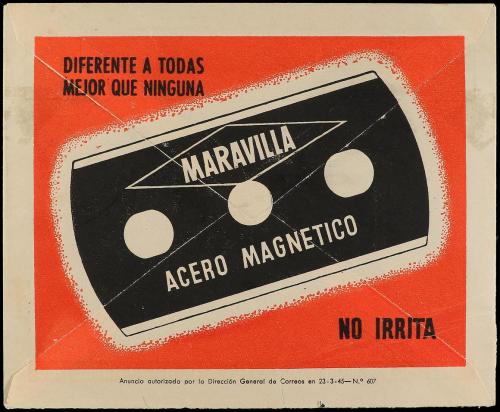 DIFERENTE A TODAS
MEJOR QUE NINGUNA
MARAVILLA
ACERO MAGNETICO
NO IRRITA
Anuncio autorizado por la Dirección General de Correos en 23-3-45—N.º 607